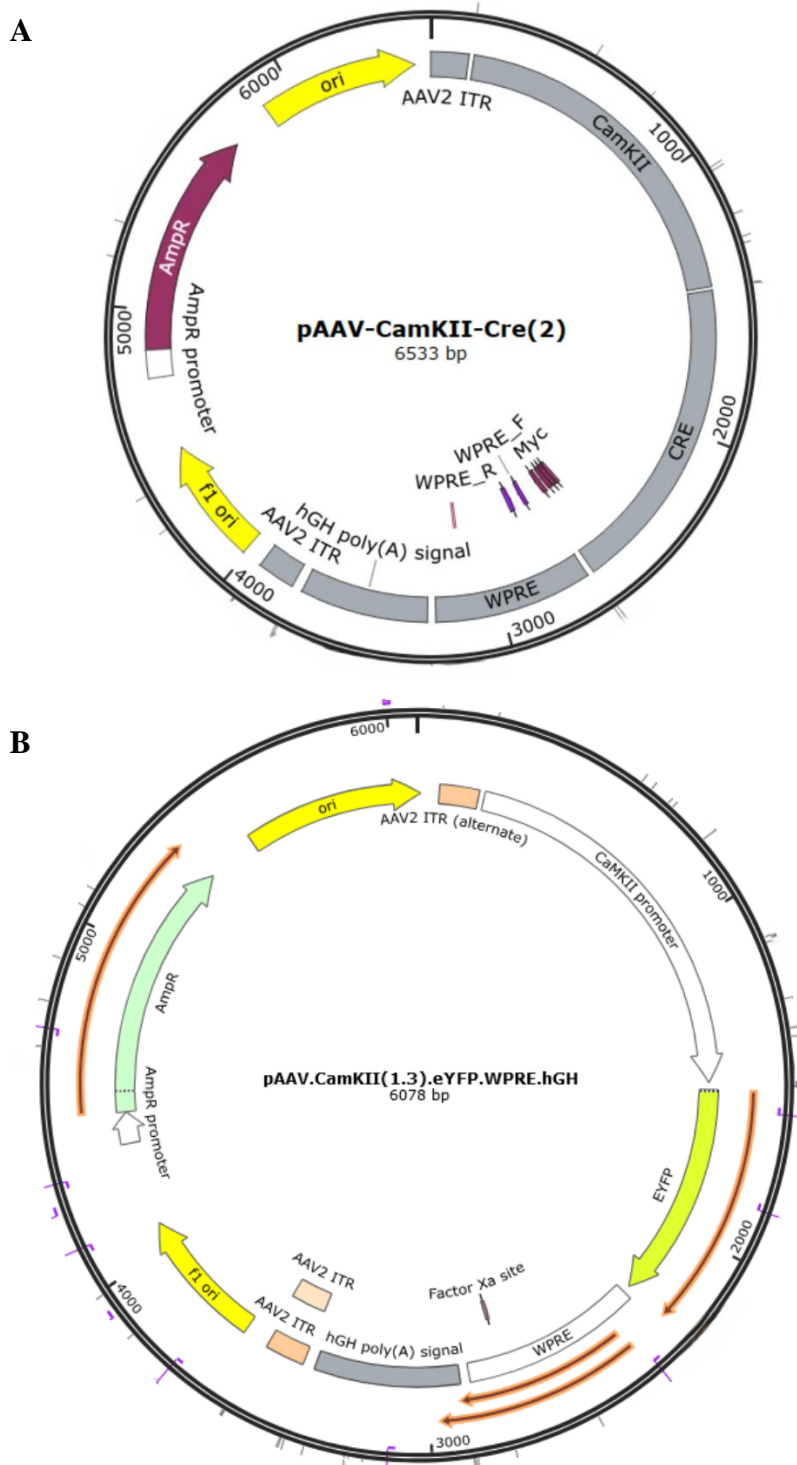 A
6000
ori
AAV2 ITR
CamKII
1000
AmpR
5000
AmpR promoter
pAAV-CamKII-Cre(2)
6533 bp
CRE
2000
WPRE_F
Myc
WPRE_R
hGH poly(A) signal
AAV2 ITR
f1 ori
4000
WPRE
3000
B
6000
ori
AAV2 ITR (alternate)
CaMKII promoter
1000
5000
AmpR
AmpR promoter
pAAV.CamKII(1.3).eYFP.WPRE.hGH
6078 bp
EYFP
2000
Factor Xa site
AAV2 ITR
AAV2 ITR
hGH poly(A) signal
WPRE
f1 ori
4000
3000